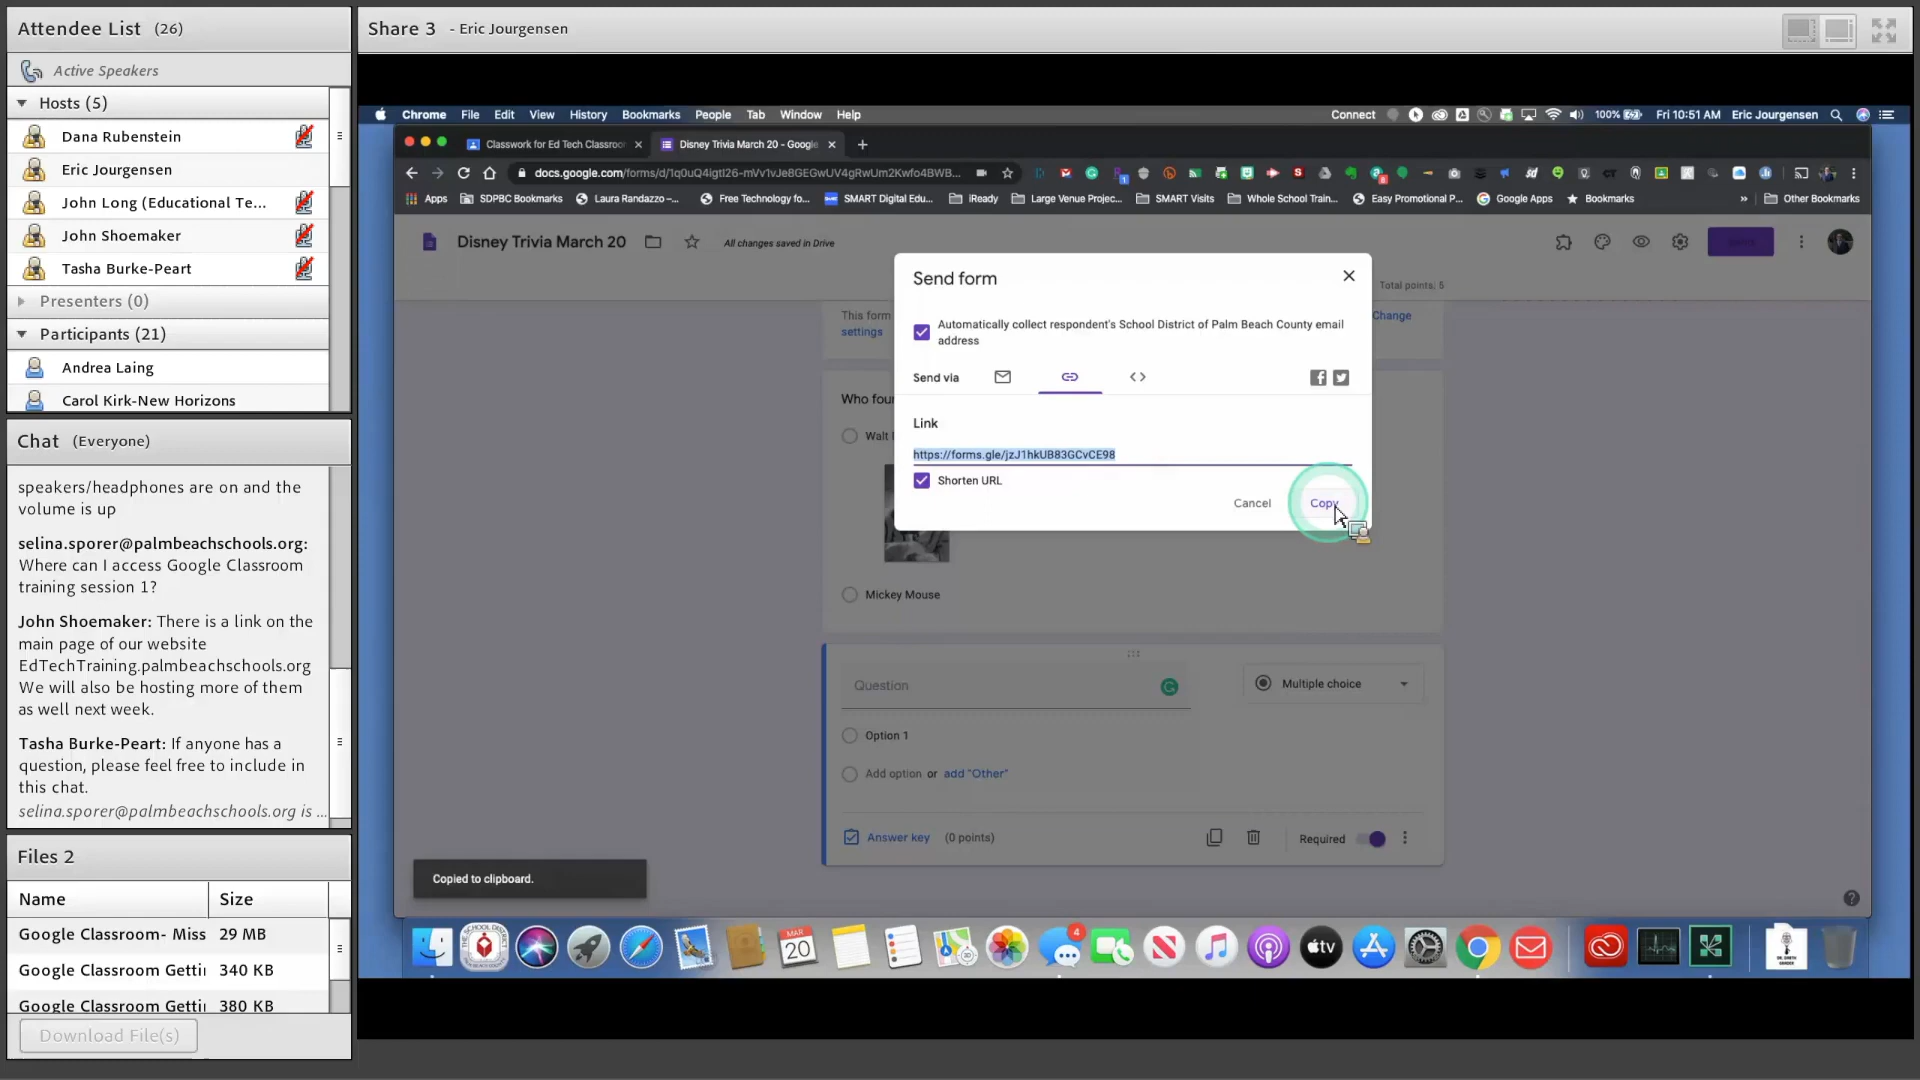 Attendee List (26)
Active Speakers
Hosts (5)
Dana Rubenstein
Eric Jourgensen
John Long (Educational Te...
John Shoemaker
Tasha Burke-Peart
Presenters (0)
Participants (21)
Andrea Laing
Carol Kirk-New Horizons
Chat (Everyone)
speakers/headphones are on and the
volume is up
selina.sporer@palmbeachschools.org:
Where can I access Google Classroom
training session 1?
John Shoemaker: There is a link on the
main page of our website
EdTechTraining.palmbeachschools.org
We will also be hosting more of them
as well next week.
Tasha Burke-Peart: If anyone has a
question, please feel free to include in
this chat.
selina.sporer@palmbeachschools.org is ...
Files 2
Name Size
Google Classroom- Miss 29 MB
Google Classroom Getti 340 KB
Google Classroom Getti 380 KB
Download File(s)
Share 3 - Eric Jourgensen
Chrome File Edit View History Bookmarks People Tab Window Help
Connect 100% Fri 10:51 AM Eric Jourgensen
Classwork for Ed Tech Classroo
Disney Trivia March 20 - Google
docs.google.com/forms/d/1q0uQ4igtI26-mVv1vJe8GEGwUV4gRwUm2Kwfo4BWB...
Apps SDPBC Bookmarks Laura Randazzo –... Free Technology fo... SMART Digital Edu... iReady Large Venue Projec... SMART Visits Whole School Train... Easy Promotional P... Google Apps Bookmarks » Other Bookmarks
Disney Trivia March 20
All changes saved in Drive
Total points: 5
This form
settings
Change
Send form
Automatically collect respondent's School District of Palm Beach County email
address
Send via
Link
https://forms.gle/jzJ1hkUB83GCvCE98
Shorten URL
Cancel Copy
Who fou
Walt
Mickey Mouse
Question
Multiple choice
Option 1
Add option or add "Other"
Answer key (0 points)
Required
Copied to clipboard.
MAR
20
4
tv